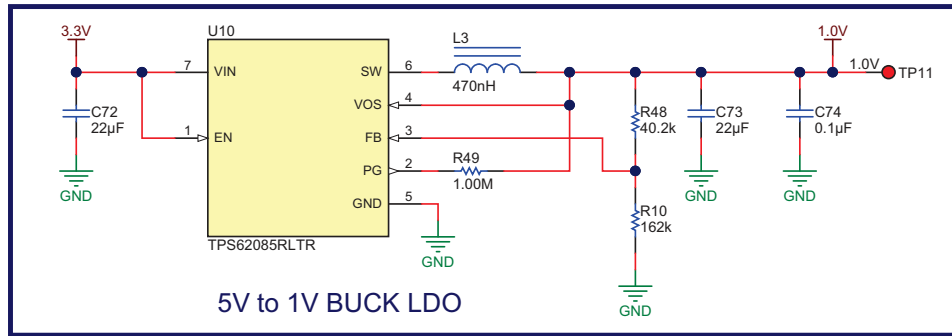 3.3V
U10
L3
1.0V
7 VIN SW 6
470nH
1.0V TP11
C72
22µF
VOS 4
R48
40.2k
C73
22µF
C74
0.1µF
1 EN FB 3
PG 2
R49
1.00M
GND
GND 5
R10
162k
GND
GND
TPS62085RLTR
GND
GND
5V to 1V BUCK LDO